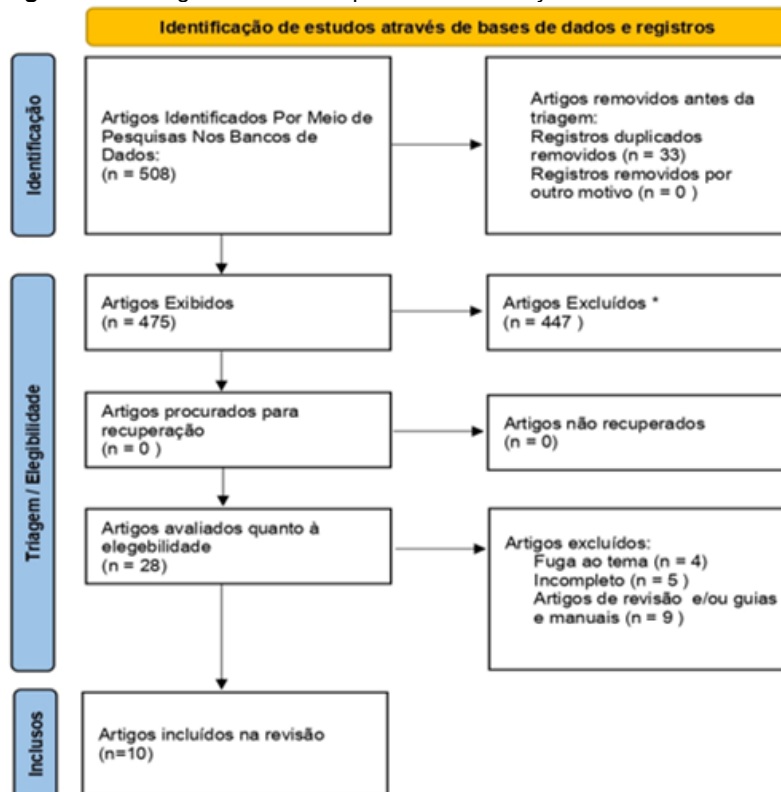 Identificação de estudos através de bases de dados e registros
Identificação
Artigos Identificados Por Meio de
Pesquisas Nos Bancos de
Dados:
(n = 508)
Artigos removidos antes da
triagem:
Registros duplicados
removidos (n = 33)
Registros removidos por
outro motivo (n = 0 )
Triagem / Elegibilidade
Artigos Exibidos
(n = 475)
Artigos Excluídos *
(n = 447 )
Artigos procurados para
recuperação
(n = 0 )
Artigos não recuperados
(n = 0)
Artigos avaliados quanto à
elegebilidade
(n = 28)
Artigos excluídos:
Fuga ao tema (n = 4)
Incompleto (n = 5 )
Artigos de revisão e/ou guias
e manuais (n = 9 )
Inclusos
Artigos incluídos na revisão
(n=10)